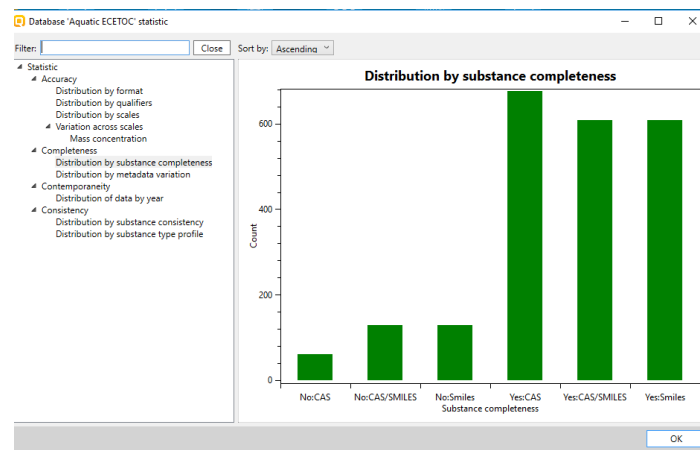 Database 'Aquatic ECETOC' statistic
Filter:
Close
Sort by: Ascending
Statistic
Accuracy
Distribution by format
Distribution by qualifiers
Distribution by scales
Variation across scales
Mass concentration
Completeness
Distribution by substance completeness
Distribution by metadata variation
Contemporaneity
Distribution of data by year
Consistency
Distribution by substance consistency
Distribution by substance type profile
Distribution by substance completeness
600
400
200
0
Count
No:CAS No:CAS/SMILES No:Smiles Yes:CAS Yes:CAS/SMILES Yes:Smiles
Substance completeness
OK